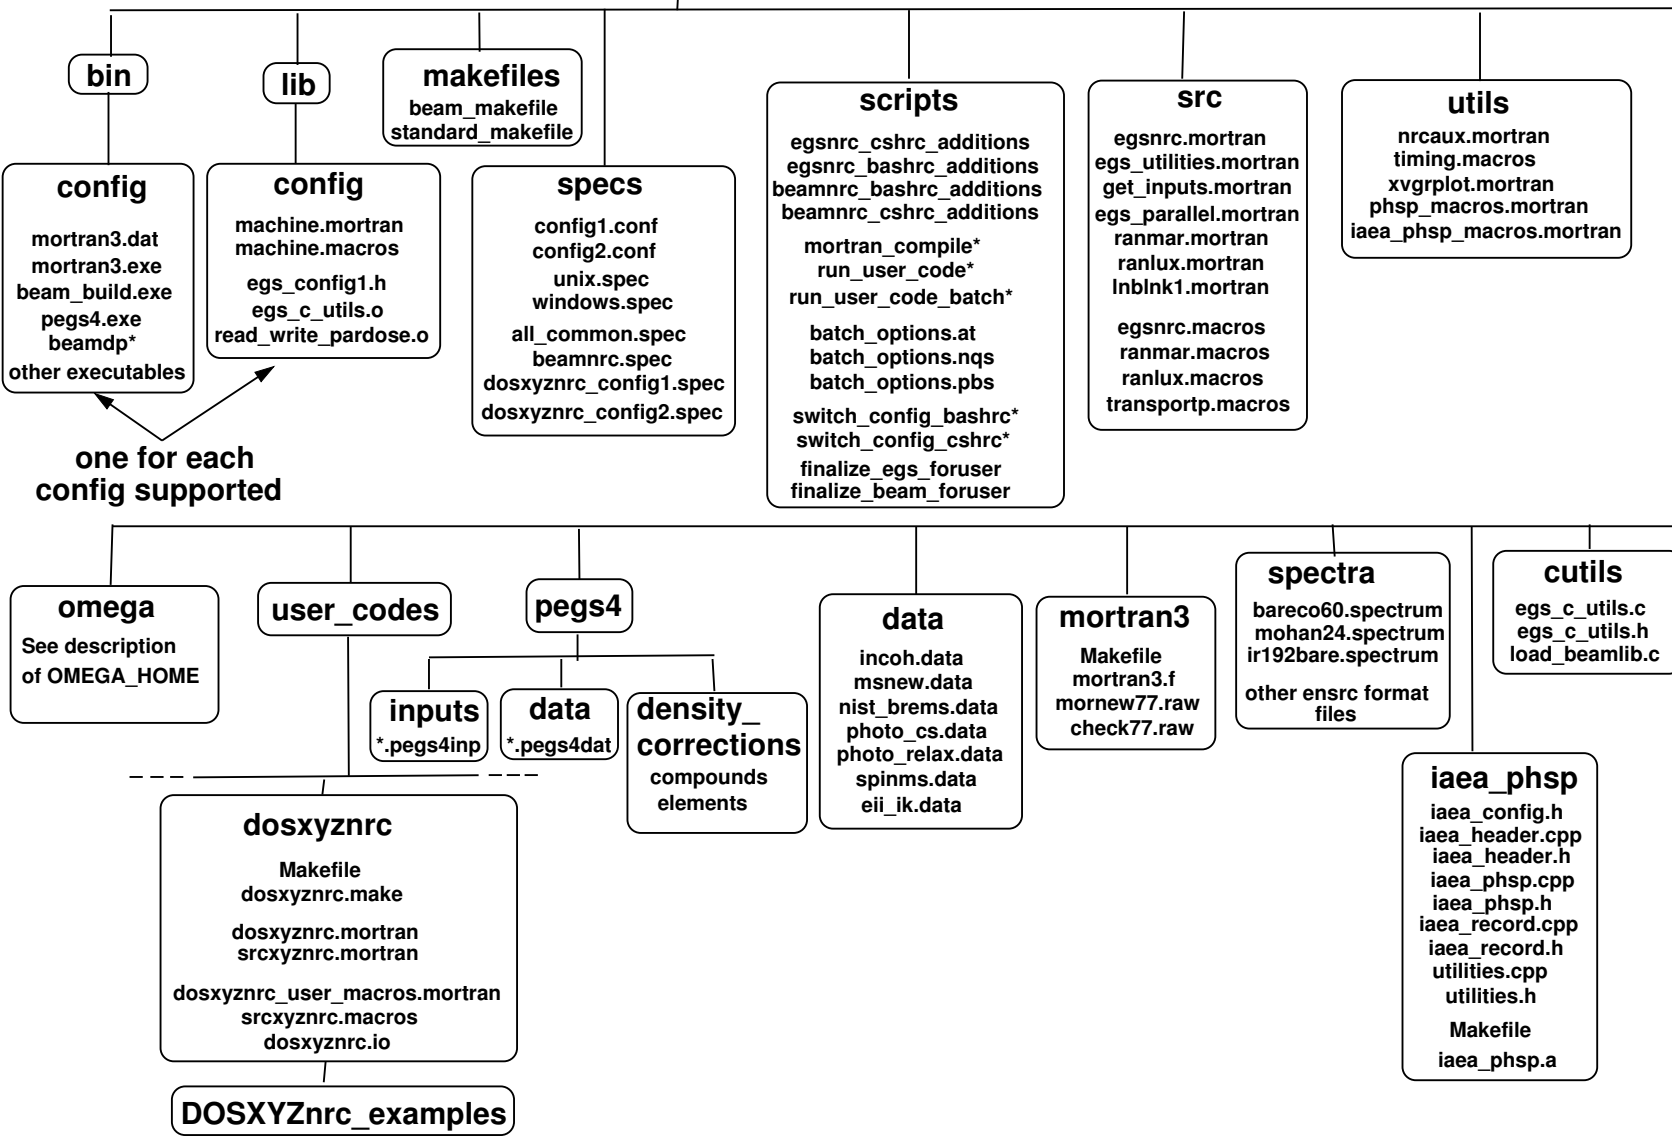 bin
config
mortran3.dat
mortran3.exe
beam_build.exe
pegs4.exe
beamdp*
other executables
lib
config
machine.mortran
machine.macros
egs_config1.h
egs_c_utils.o
read_write_pardose.o
one for each
config supported
makefiles
beam_makefile
standard_makefile
specs
config1.conf
config2.conf
unix.spec
windows.spec
all_common.spec
beamnrc.spec
dosxyznrc_config1.spec
dosxyznrc_config2.spec
scripts
egsnrc_cshrc_additions
egsnrc_bashrc_additions
beamnrc_bashrc_additions
beamnrc_cshrc_additions
mortran_compile*
run_user_code*
run_user_code_batch*
batch_options.at
batch_options.nqs
batch_options.pbs
switch_config_bashrc*
switch_config_cshrc*
finalize_egs_foruser
finalize_beam_foruser
src
egsnrc.mortran
egs_utilities.mortran
get_inputs.mortran
egs_parallel.mortran
ranmar.mortran
ranlux.mortran
lnblnk1.mortran
egsnrc.macros
ranmar.macros
ranlux.macros
transportp.macros
utils
nrcaux.mortran
timing.macros
xvgrplot.mortran
phsp_macros.mortran
iaea_phsp_macros.mortran
omega
See description
of OMEGA_HOME
user_codes
dosxyznrc
Makefile
dosxyznrc.make
dosxyznrc.mortran
srcxyznrc.mortran
dosxyznrc_user_macros.mortran
srcxyznrc.macros
dosxyznrc.io
DOSXYZnrc_examples
pegs4
inputs
*.pegs4inp
data
*.pegs4dat
density_
corrections
compounds
elements
data
incoh.data
msnew.data
nist_brems.data
photo_cs.data
photo_relax.data
spinms.data
eii_ik.data
mortran3
Makefile
mortran3.f
mornew77.raw
check77.raw
spectra
bareco60.spectrum
mohan24.spectrum
ir192bare.spectrum
other ensrc format
files
iaea_phsp
iaea_config.h
iaea_header.cpp
iaea_header.h
iaea_phsp.cpp
iaea_phsp.h
iaea_record.cpp
iaea_record.h
utilities.cpp
utilities.h
Makefile
iaea_phsp.a
cutils
egs_c_utils.c
egs_c_utils.h
load_beamlib.c